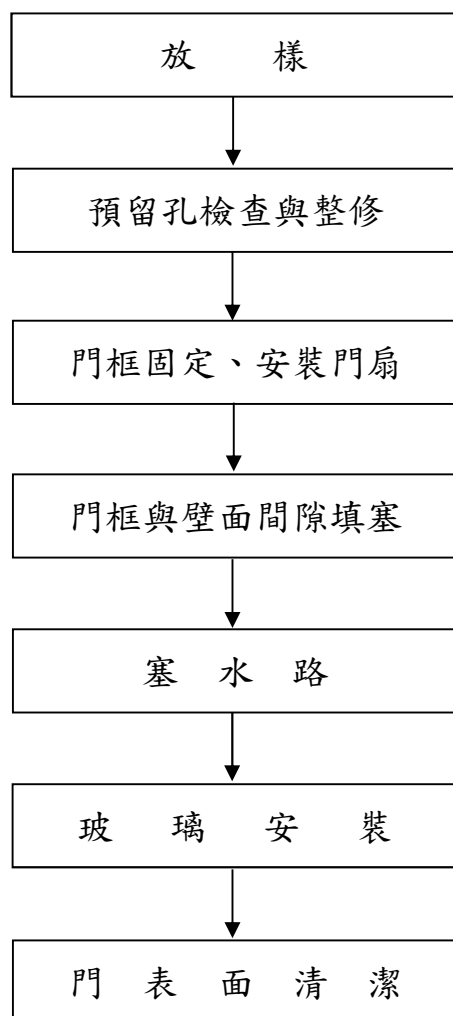 放樣
預留孔檢查與整修
門框固定、安裝門扇
門框與壁面間隙填塞
塞水路
玻璃安裝
門表面清潔